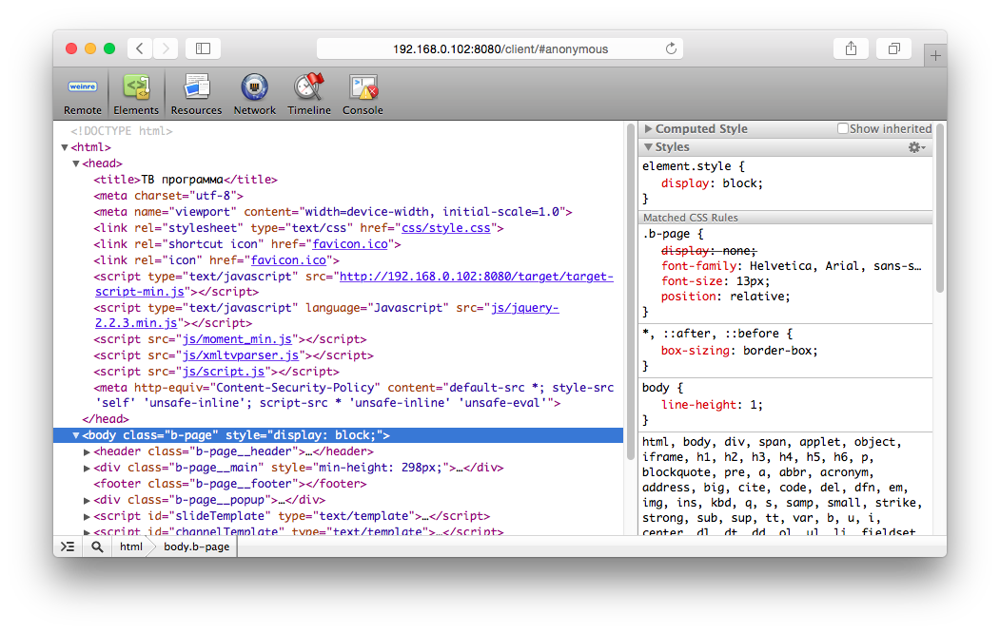 192.168.0.102:8080/client/#anonymous
weinre
Remote Elements Resources Network Timeline Console
<!DOCTYPE html>
▼<html>
▼<head>
<title>ТВ программа</title>
<meta charset="utf-8">
<meta name="viewport" content="width=device-width, initial-scale=1.0">
<link rel="stylesheet" type="text/css" href="css/style.css">
<link rel="shortcut icon" href="favicon.ico">
<link rel="icon" href="favicon.ico">
<script type="text/javascript" src="http://192.168.0.102:8080/target/target-
script-min.js"></script>
<script type="text/javascript" language="Javascript" src="js/jquery-
2.2.3.min.js"></script>
<script src="js/moment_min.js"></script>
<script src="js/xmltvparser.js"></script>
<script src="js/script.js"></script>
<meta http-equiv="Content-Security-Policy" content="default-src *; style-src
'self' 'unsafe-inline'; script-src * 'unsafe-inline' 'unsafe-eval'">
</head>
▼<body class="b-page" style="display: block;">
▶<header class="b-page__header">…</header>
▶<div class="b-page__main" style="min-height: 298px;">…</div>
<footer class="b-page__footer"></footer>
▶<div class="b-page__popup">…</div>
▶<script id="slideTemplate" type="text/template">…</script>
▶<script id="channelTemplate" type="text/template">…</script>
html body.b-page
▶ Computed Style Show inherited
▼ Styles
element.style {
display: block;
}
Matched CSS Rules
.b-page {
display: none;
font-family: Helvetica, Arial, sans-s…
font-size: 13px;
position: relative;
}
*, ::after, ::before {
box-sizing: border-box;
}
body {
line-height: 1;
}
html, body, div, span, applet, object,
iframe, h1, h2, h3, h4, h5, h6, p,
blockquote, pre, a, abbr, acronym,
address, big, cite, code, del, dfn, em,
img, ins, kbd, q, s, samp, small, strike,
strong, sub, sup, tt, var, b, u, i,
center, dl, dt, dd, ol, ul, li, fieldset,